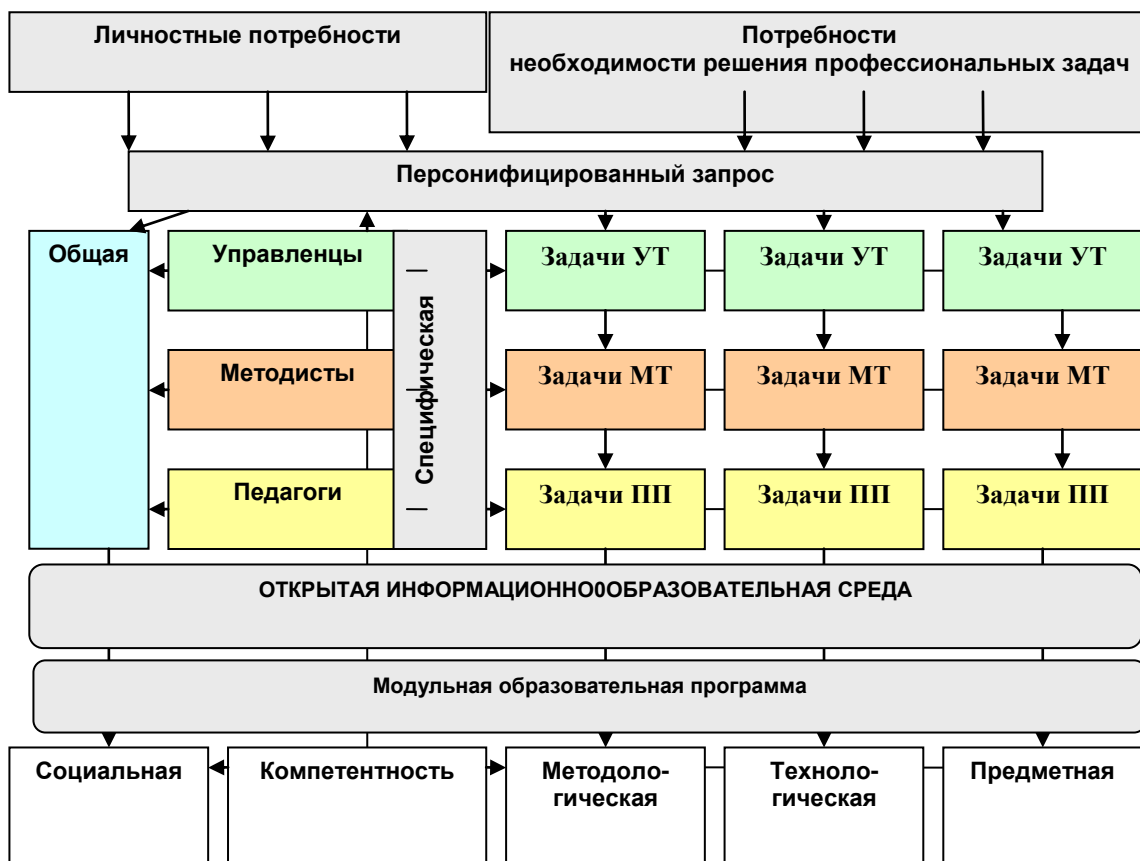 Личностные потребности
Потребности
необходимости решения профессиональных задач
Персонифицированный запрос
Общая
Управленцы
Специфическая
Задачи УТ
Задачи УТ
Задачи УТ
Методисты
Задачи МТ
Задачи МТ
Задачи МТ
Педагоги
Задачи ПП
Задачи ПП
Задачи ПП
ОТКРЫТАЯ ИНФОРМАЦИОННО0ОБРАЗОВАТЕЛЬНАЯ СРЕДА
Модульная образовательная программа
Социальная
Компетентность
Методоло-
гическая
Техноло-
гическая
Предметная